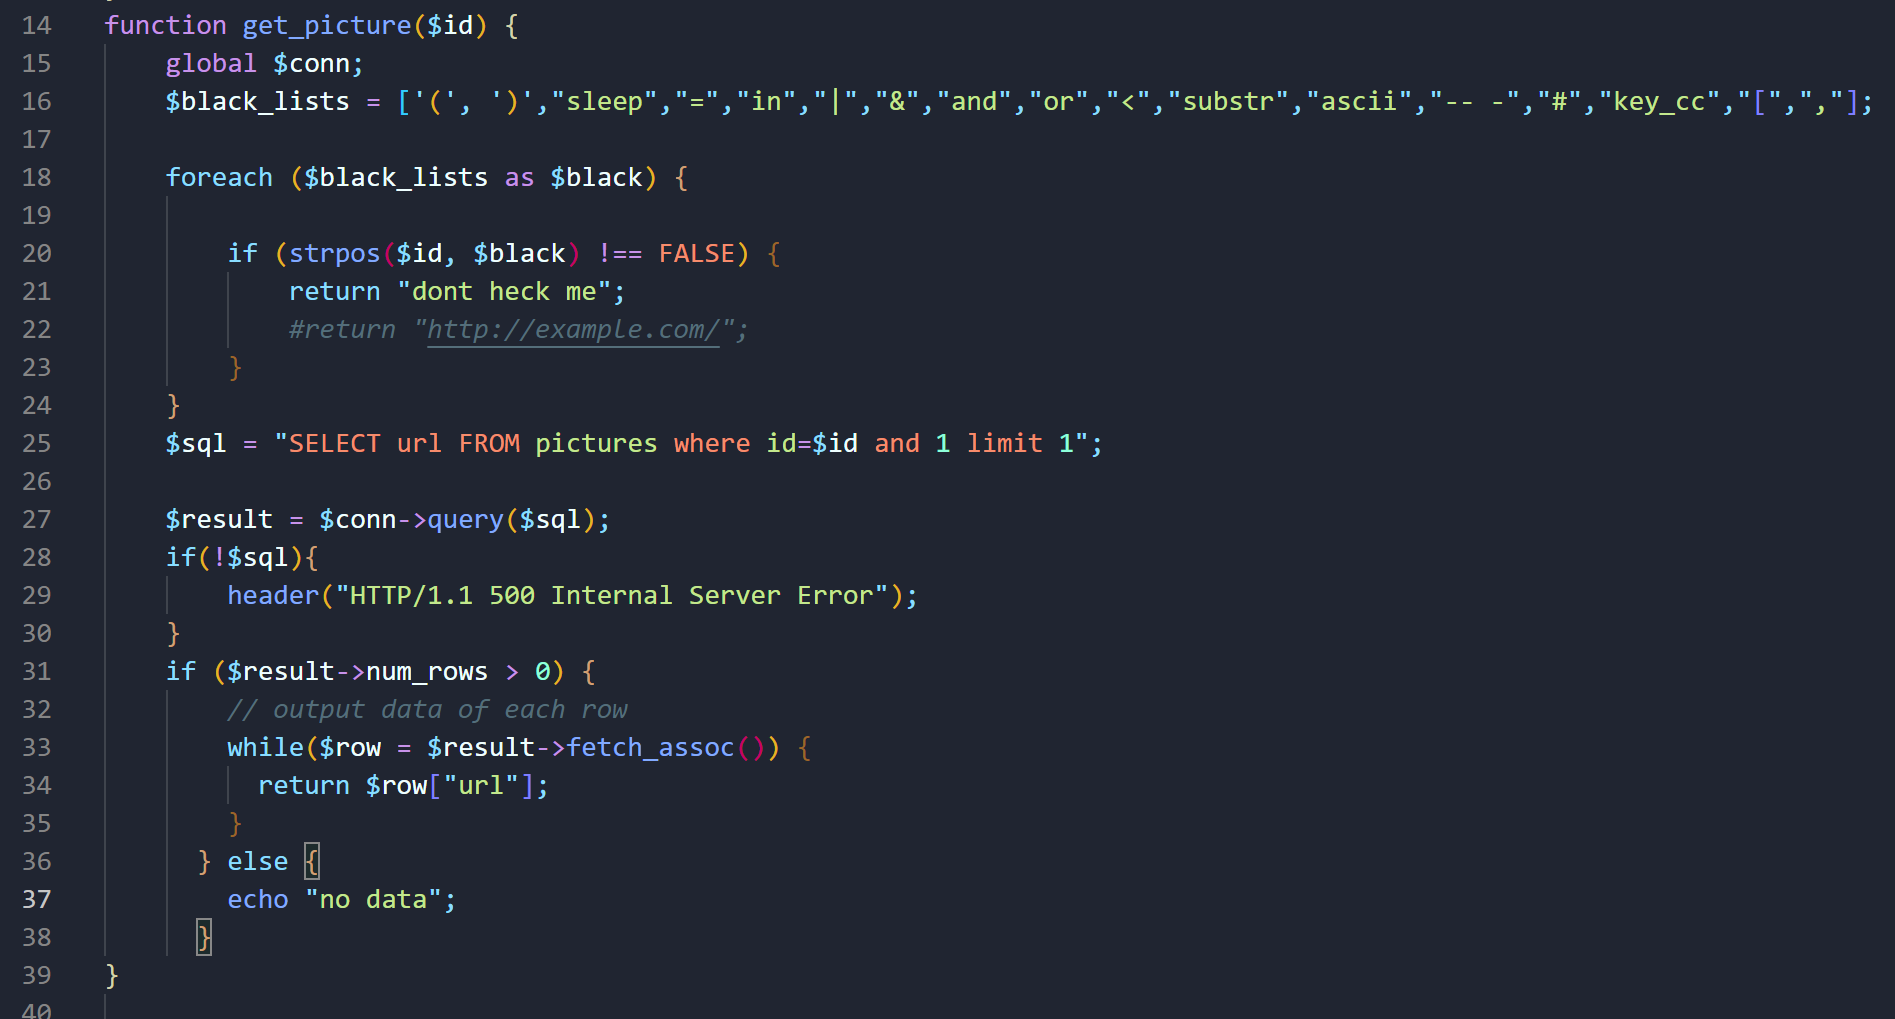 14 function get_picture($id) {
15 global $conn;
16 $black_lists = ['(', ')',"sleep","=","in","|","&","and","or","<","substr","ascii","-- -","#","key_cc","[",","];
17
18 foreach ($black_lists as $black) {
19
20 if (strpos($id, $black) !== FALSE) {
21 return "dont heck me";
22 #return "http://example.com/";
23 }
24 }
25 $sql = "SELECT url FROM pictures where id=$id and 1 limit 1";
26
27 $result = $conn->query($sql);
28 if(!$sql){
29 header("HTTP/1.1 500 Internal Server Error");
30 }
31 if ($result->num_rows > 0) {
32 // output data of each row
33 while($row = $result->fetch_assoc()) {
34 return $row["url"];
35 }
36 } else {
37 echo "no data";
38 }
39 }
40